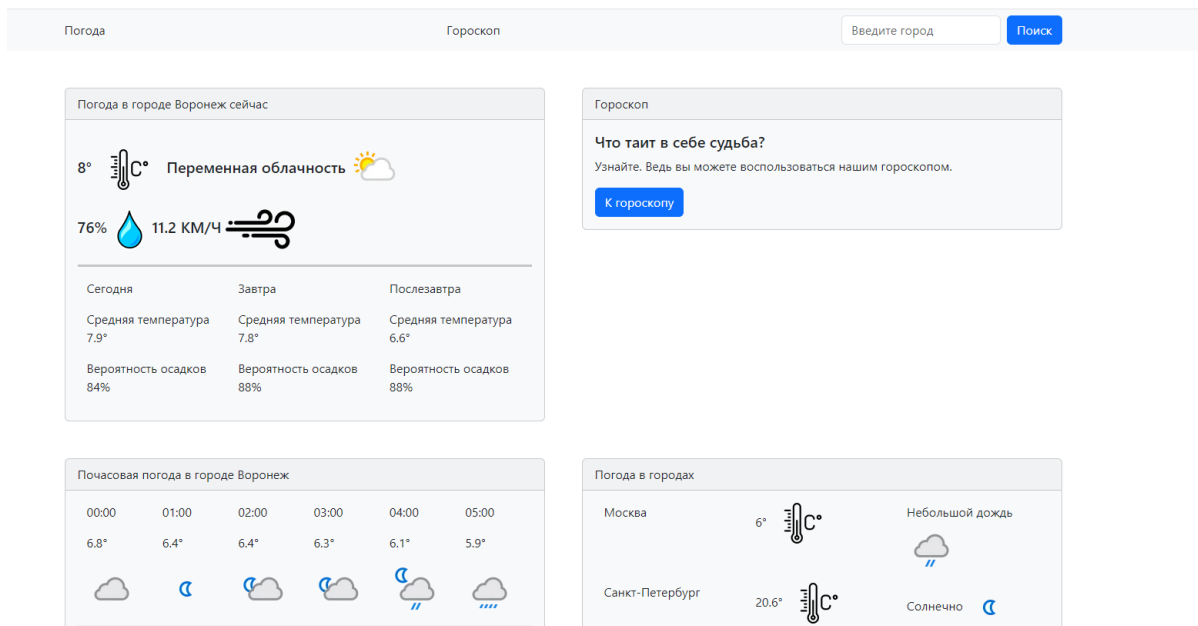 Погода
Гороскоп
Введите город
Поиск
Погода в городе Воронеж сейчас
8°
C°
Переменная облачность
76%
11.2 КМ/Ч
Сегодня
Завтра
Послезавтра
Средняя температура
7.9°
Средняя температура
7.8°
Средняя температура
6.6°
Вероятность осадков
84%
Вероятность осадков
88%
Вероятность осадков
88%
Гороскоп
Что таит в себе судьба?
Узнайте. Ведь вы можете воспользоваться нашим гороскопом.
К гороскопу
Почасовая погода в городе Воронеж
00:00 01:00 02:00 03:00 04:00 05:00
6.8° 6.4° 6.4° 6.3° 6.1° 5.9°
Погода в городах
Москва
6°
C°
Небольшой дождь
Санкт-Петербург
20.6°
C°
Солнечно